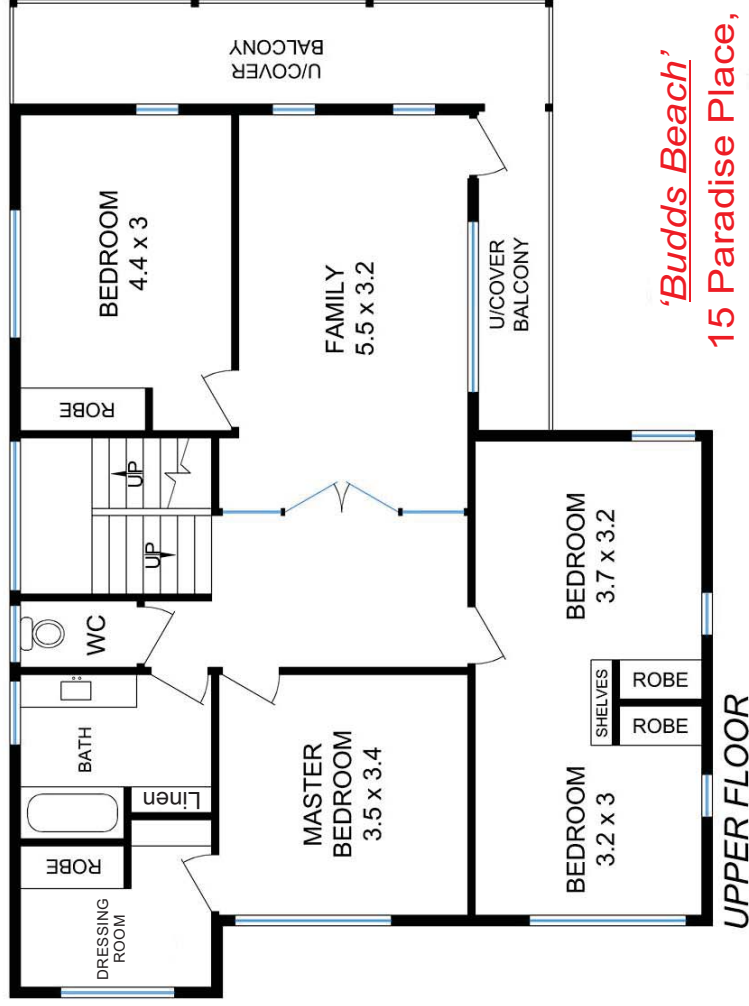 U/COVER
BALCONY
BEDROOM
4.4 x 3
FAMILY
5.5 x 3.2
U/COVER
BALCONY
ROBE
UP
UP
WC
BATH
Linen
ROBE
DRESSING
ROOM
MASTER
BEDROOM
3.5 x 3.4
BEDROOM
3.7 x 3.2
SHELVES
ROBE
ROBE
BEDROOM
3.2 x 3
UPPER FLOOR
‘Budds Beach’
15 Paradise Place,